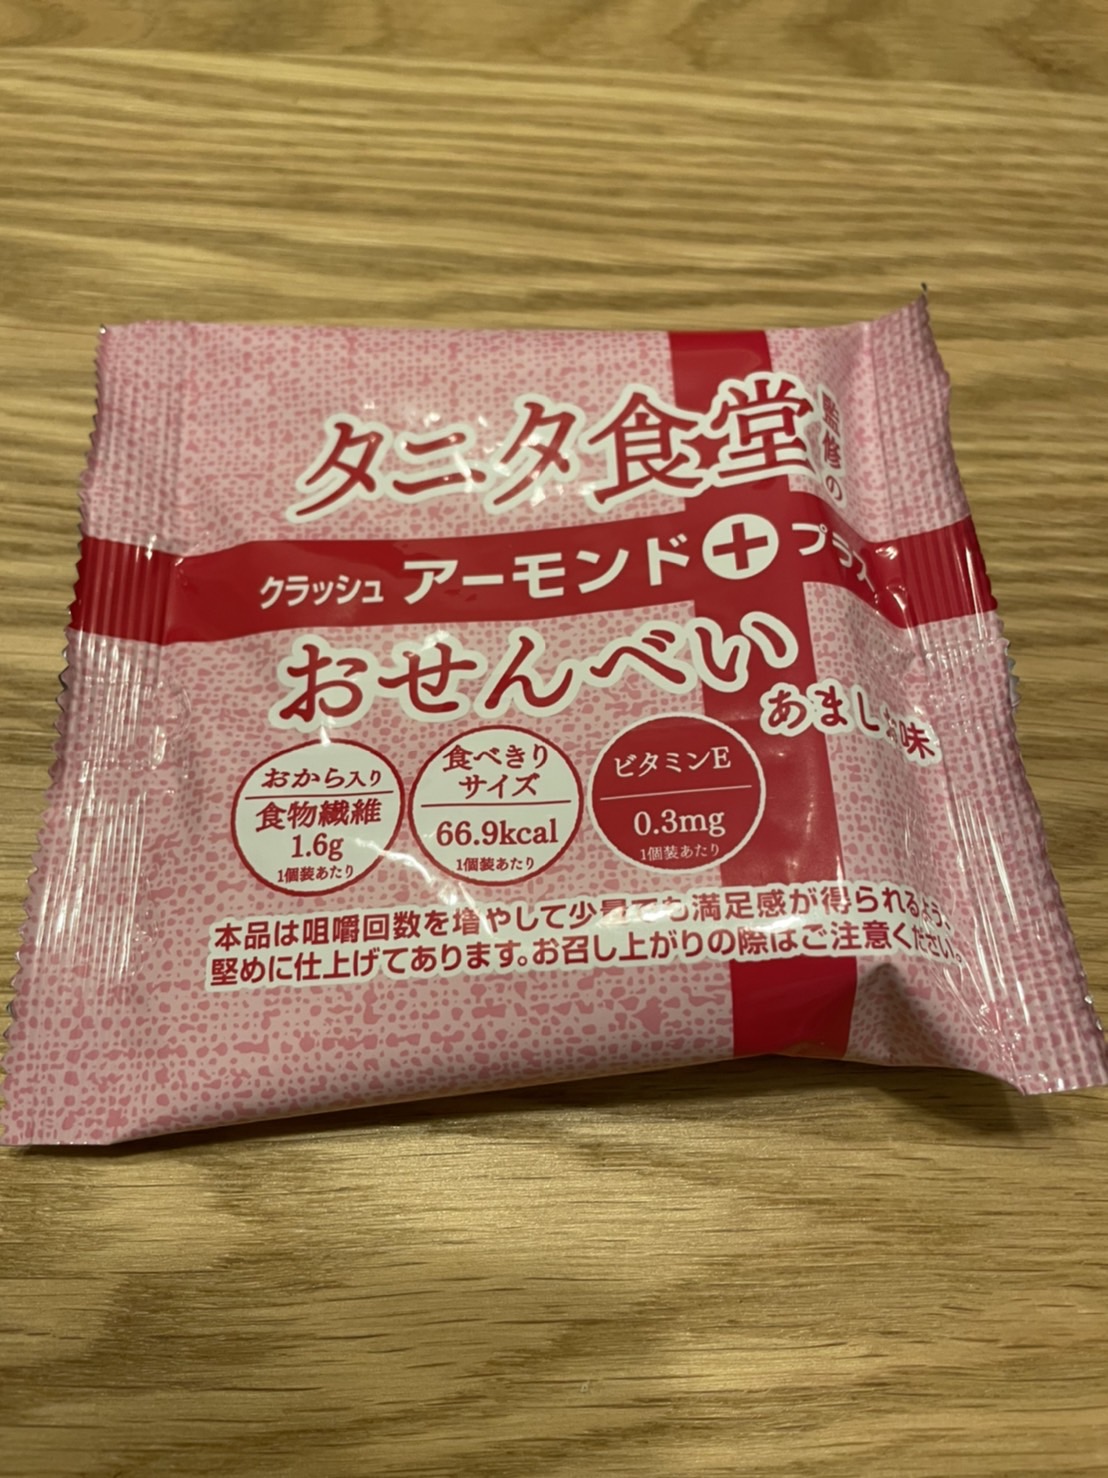 タニタ食堂
監修の
クラッシュ アーモンド＋プラス
おせんべい
あましお味
おから入り
食物繊維
1.6g
1個装あたり
食べきり
サイズ
66.9kcal
1個装あたり
ビタミンE
0.3mg
1個装あたり
本品は咀嚼回数を増やして少量でも満足感が得られるよう、
堅めに仕上げてあります。お召し上がりの際はご注意ください。